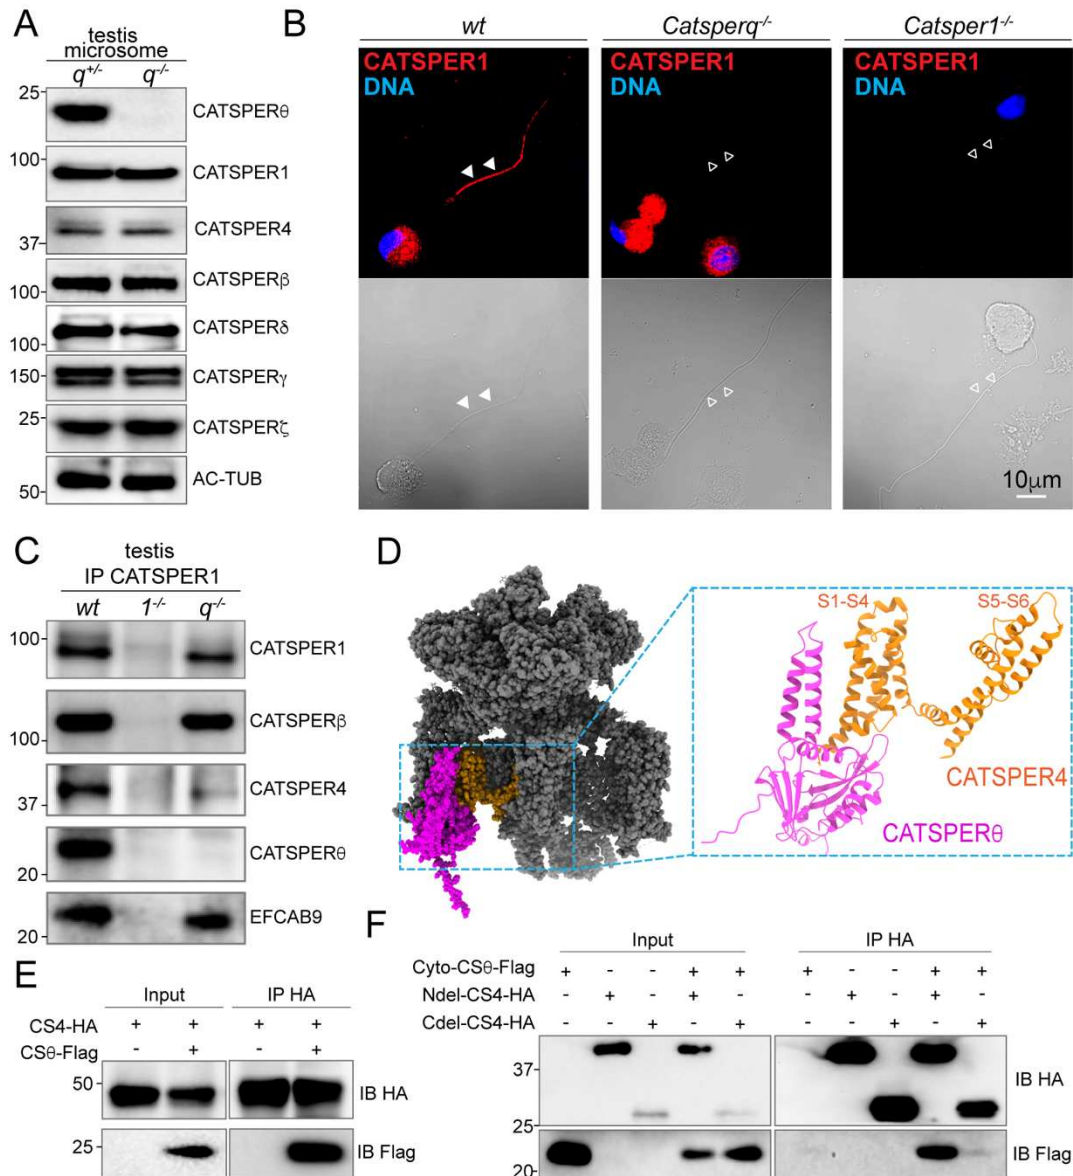 A
testis
microsome
q+/-
q-/-
25
CATSPERθ
100
CATSPER1
CATSPER4
37
CATSPERβ
100
CATSPERδ
100
150
CATSPERγ
25
CATSPERζ
AC-TUB
50
B
wt
Catsperq-/-
Catsper1-/-
CATSPER1
DNA
CATSPER1
DNA
CATSPER1
DNA
10μm
C
testis
IP CATSPER1
wt
1-/-
q-/-
100
CATSPER1
CATSPERβ
100
CATSPER4
37
CATSPERθ
20
EFCAB9
20
D
S1-S4
S5-S6
CATSPER4
CATSPERθ
E
Input
IP HA
CS4-HA + + + +
CSθ-Flag - + - +
50
IB HA
25
IB Flag
F
Input
IP HA
Cyto-CSθ-Flag + - - + + + - - + +
Ndel-CS4-HA - + - + - - + - + -
Cdel-CS4-HA - - + - + - - + - +
37
IB HA
25
IB Flag
20